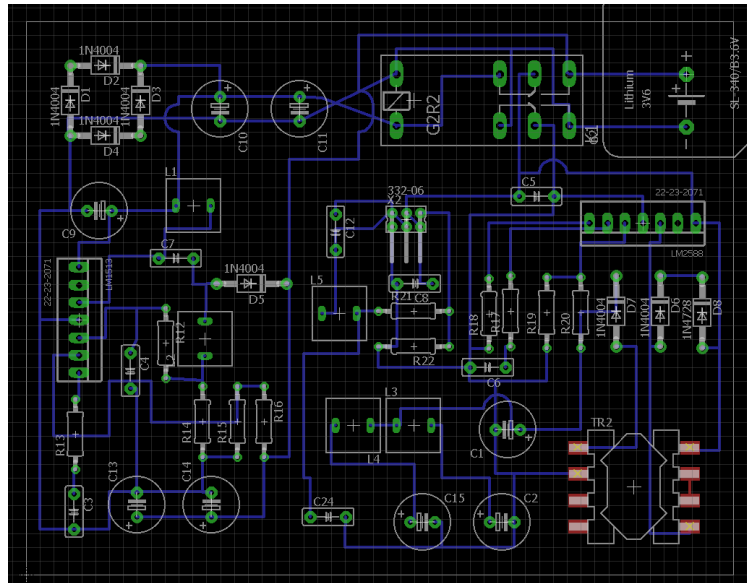 1N4004
D2
1N4004
D1
1N4004
D3
1N4004
D4
C10
C11
G2R2
K1
Lithium
3V6
SL-340/B3.6V
L1
C9
C7
22-23-2071
1N4004
D5
C12
332-06
X2
C5
22-23-2071
LM2588
L5
R21
C8
R22
R18
R17
R19
R20
1N4004
D7
1N4004
D6
1N4728
D8
R12
C4
C6
R13
R14
R15
R16
L3
L4
C1
TR2
C3
C13
C14
C24
C15
C2